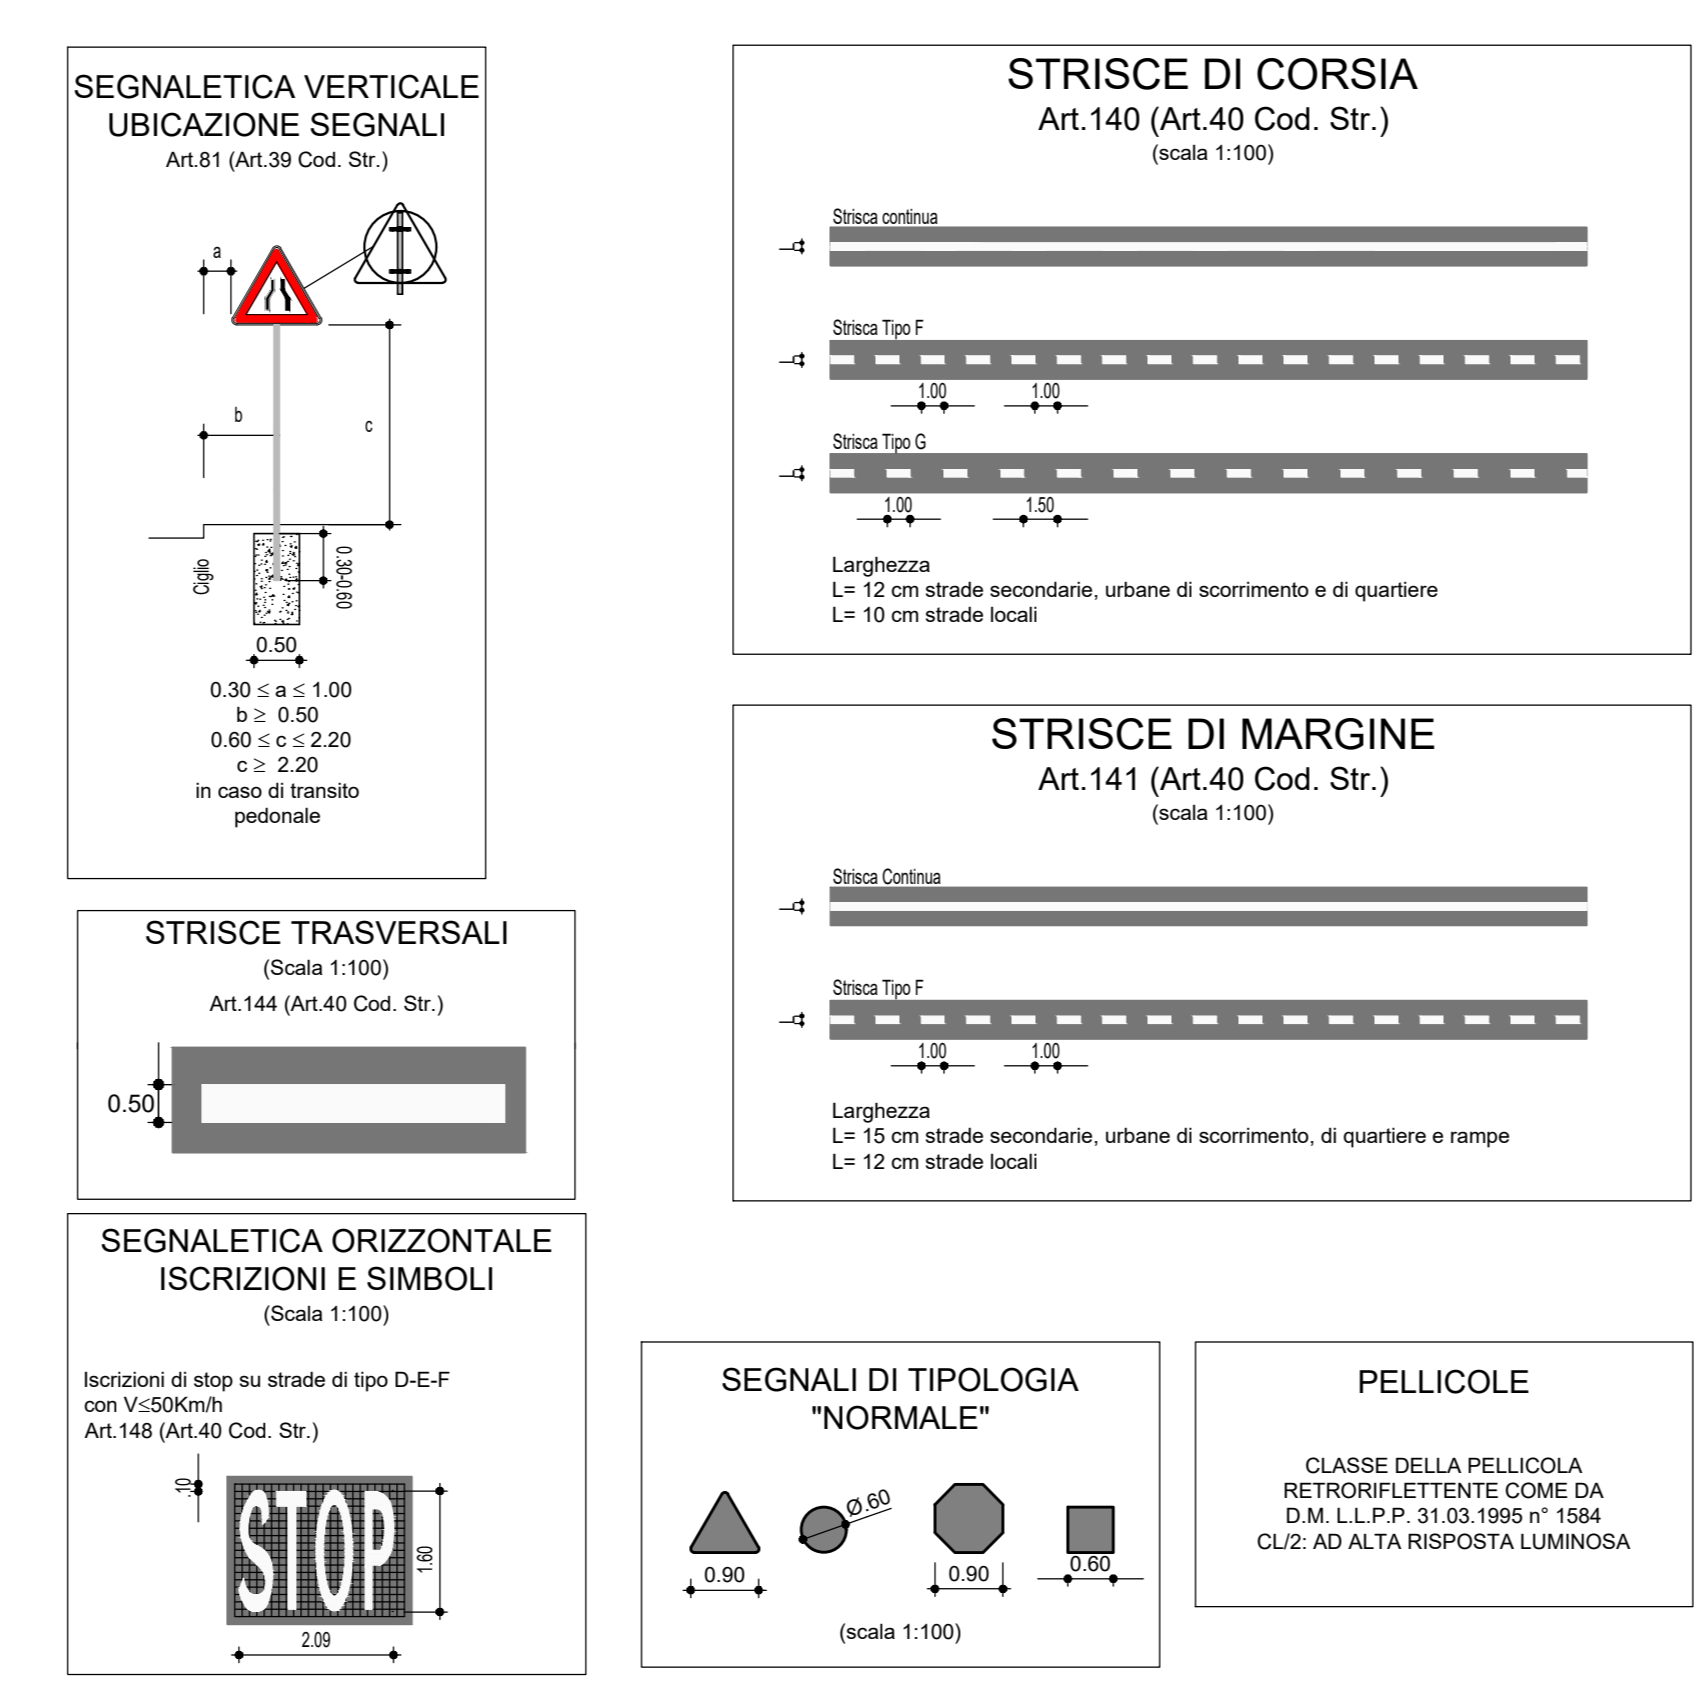 SEGNALETICA VERTICALE
UBICAZIONE SEGNALI
Art.81 (Art.39 Cod. Str.)
a
b
c
Ciglio
0.30-0.60
0.50
0.30 ≤ a ≤ 1.00
b ≥ 0.50
0.60 ≤ c ≤ 2.20
c ≥ 2.20
in caso di transito
pedonale
STRISCE TRASVERSALI
(Scala 1:100)
Art.144 (Art.40 Cod. Str.)
0.50
SEGNALETICA ORIZZONTALE
ISCRIZIONI E SIMBOLI
(Scala 1:100)
Iscrizioni di stop su strade di tipo D-E-F
con V≤50Km/h
Art.148 (Art.40 Cod. Str.)
.10
STOP
1.60
2.09
STRISCE DI CORSIA
Art.140 (Art.40 Cod. Str.)
(scala 1:100)
Strisca continua
Strisca Tipo F
1.00 1.00
Strisca Tipo G
1.00 1.50
Larghezza
L= 12 cm strade secondarie, urbane di scorrimento e di quartiere
L= 10 cm strade locali
STRISCE DI MARGINE
Art.141 (Art.40 Cod. Str.)
(scala 1:100)
Strisca Continua
Strisca Tipo F
1.00 1.00
Larghezza
L= 15 cm strade secondarie, urbane di scorrimento, di quartiere e rampe
L= 12 cm strade locali
SEGNALI DI TIPOLOGIA
"NORMALE"
Ø.60
0.90 0.90 0.60
(scala 1:100)
PELLICOLE
CLASSE DELLA PELLICOLA
RETRORIFLETTENTE COME DA
D.M. L.L.P.P. 31.03.1995 n° 1584
CL/2: AD ALTA RISPOSTA LUMINOSA